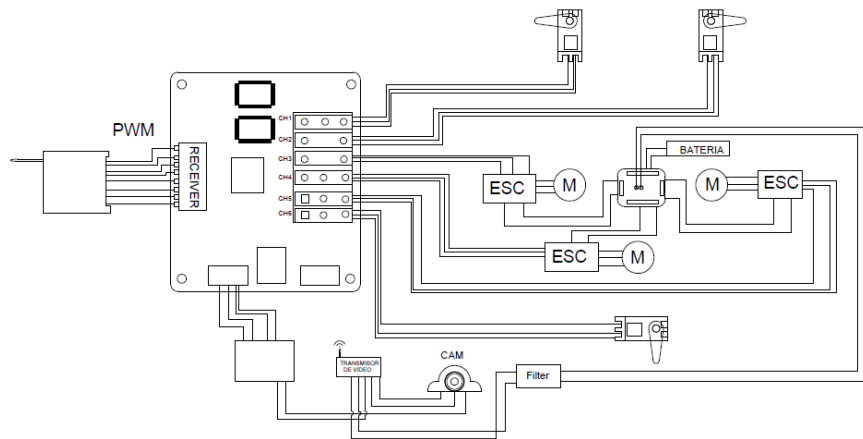 PWM
RECEIVER
CH1
CH2
CH3
CH4
CH5
CH6
ESC
M
BATERIA
M
ESC
ESC
M
TRANSMISOR
DE VIDEO
CAM
Filter